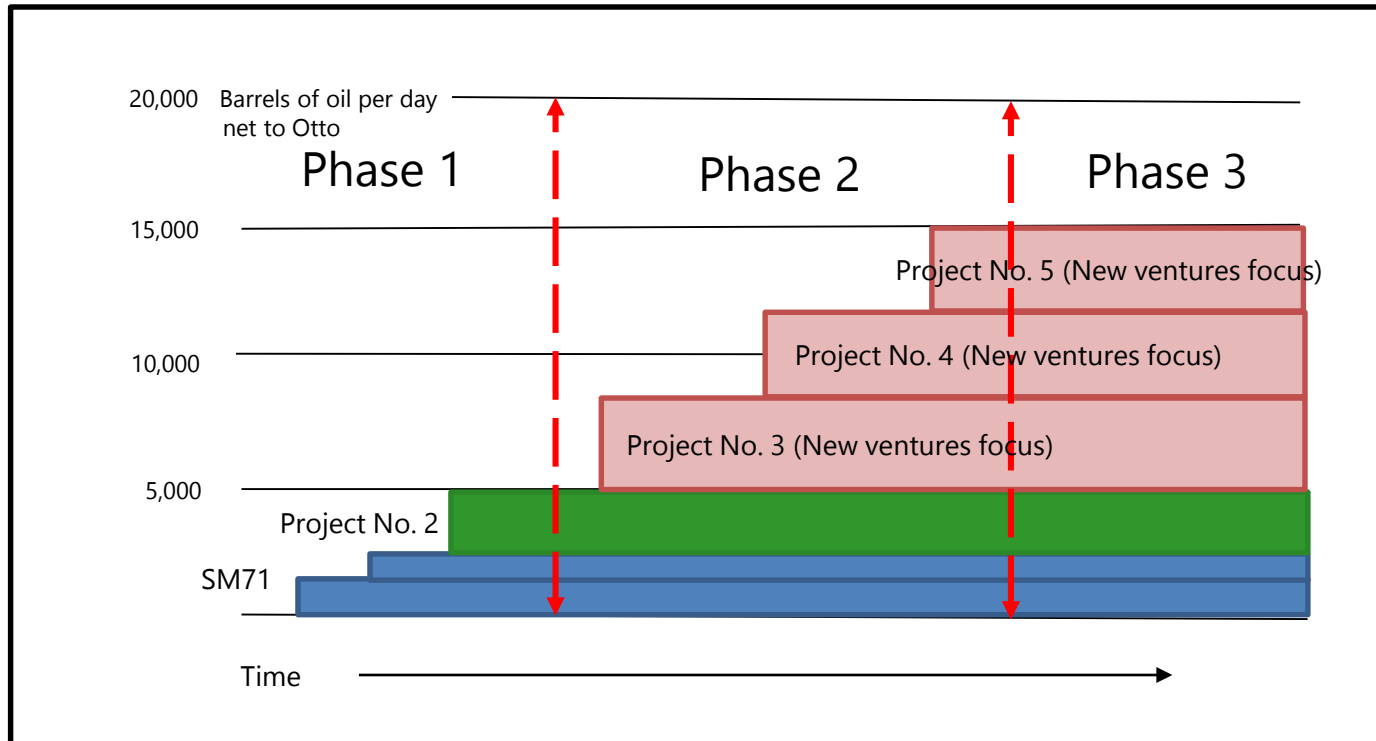 20,000 Barrels of oil per day
net to Otto
Phase 1
Phase 2
Phase 3
15,000
Project No. 5 (New ventures focus)
10,000
Project No. 4 (New ventures focus)
Project No. 3 (New ventures focus)
5,000
Project No. 2
SM71
Time